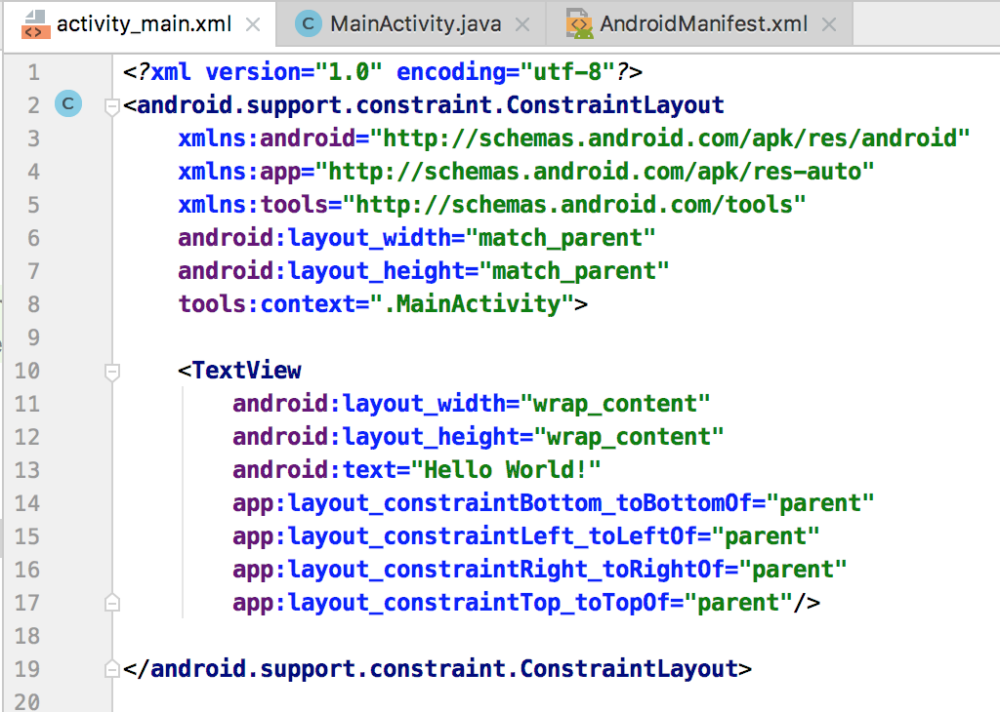 activity_main.xml MainActivity.java AndroidManifest.xml
1 <?xml version="1.0" encoding="utf-8"?>
2 C <android.support.constraint.ConstraintLayout
3 xmlns:android="http://schemas.android.com/apk/res/android"
4 xmlns:app="http://schemas.android.com/apk/res-auto"
5 xmlns:tools="http://schemas.android.com/tools"
6 android:layout_width="match_parent"
7 android:layout_height="match_parent"
8 tools:context=".MainActivity">
9
10 <TextView
11 android:layout_width="wrap_content"
12 android:layout_height="wrap_content"
13 android:text="Hello World!"
14 app:layout_constraintBottom_toBottomOf="parent"
15 app:layout_constraintLeft_toLeftOf="parent"
16 app:layout_constraintRight_toRightOf="parent"
17 app:layout_constraintTop_toTopOf="parent"/>
18
19 </android.support.constraint.ConstraintLayout>
20